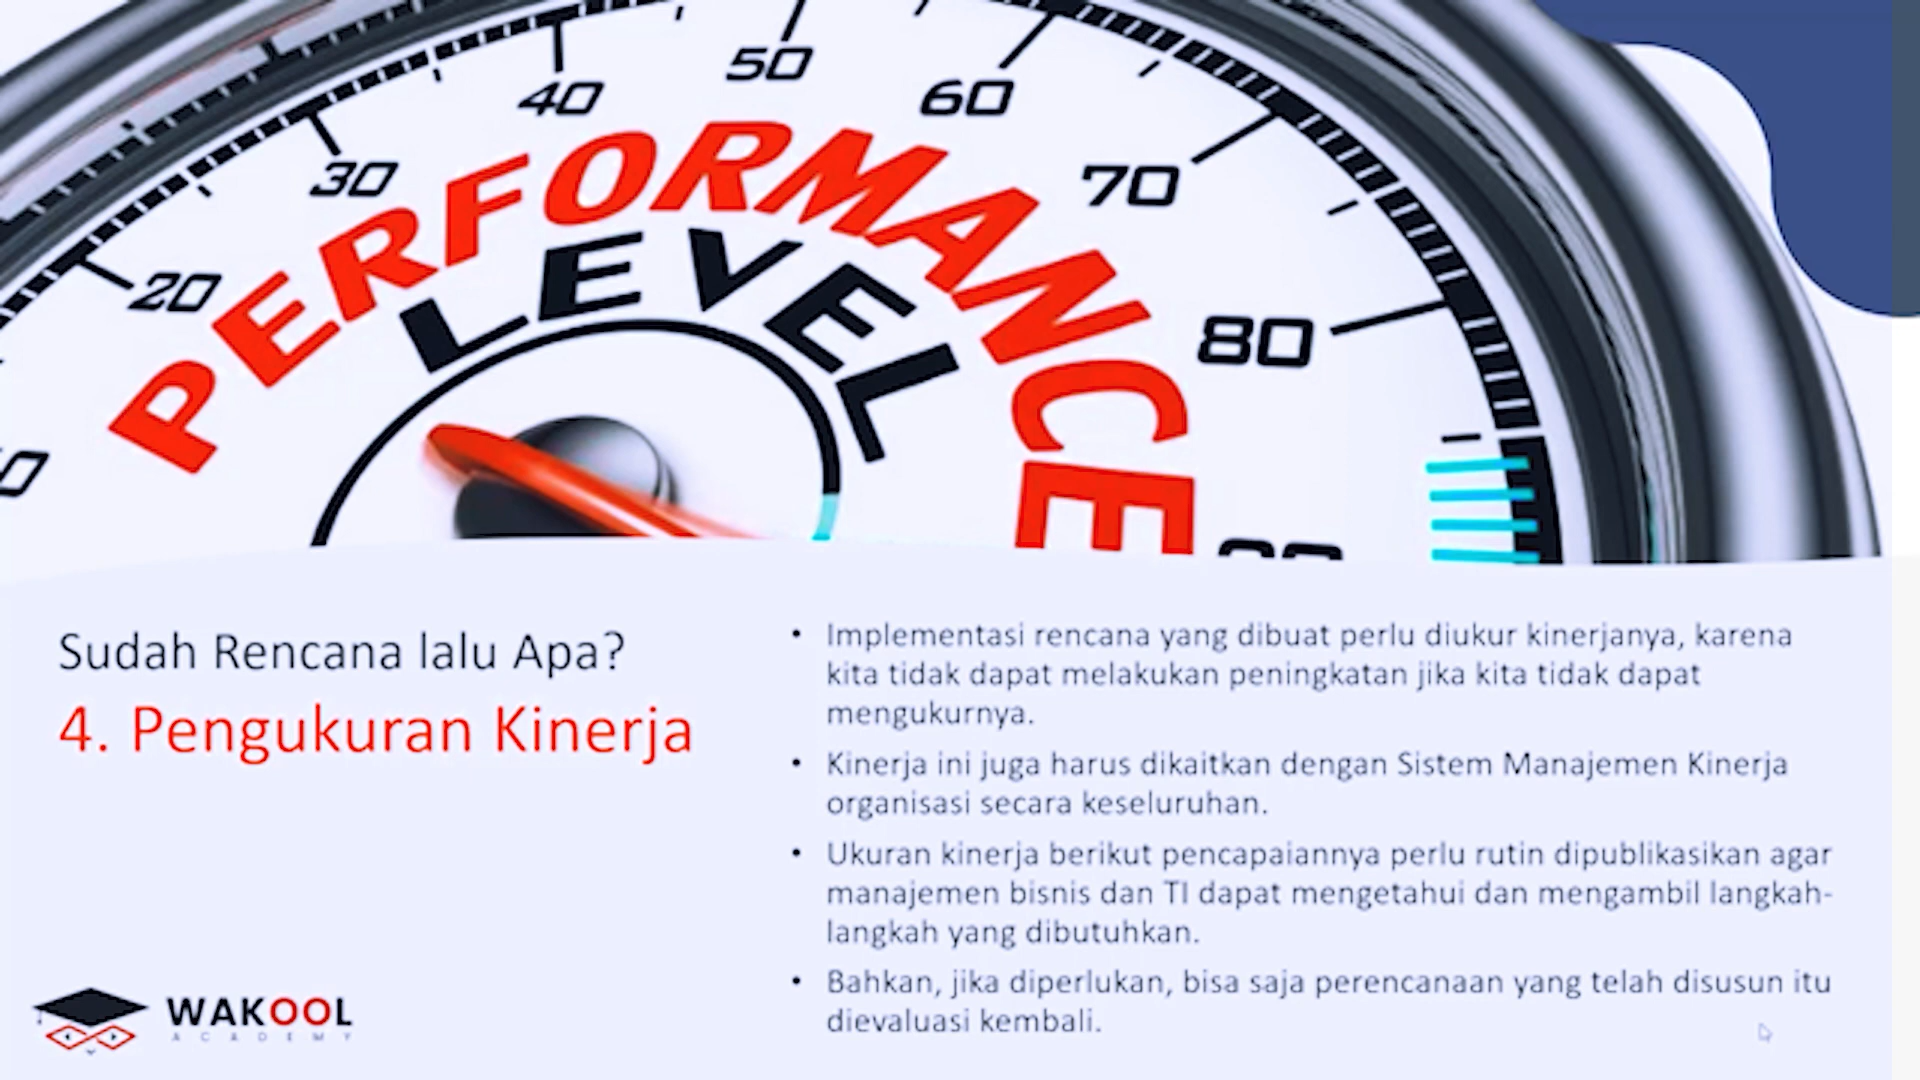 50
40
60
30
70
20
80
PERFORMANCE
LEVEL
Sudah Rencana lalu Apa?
4. Pengukuran Kinerja
• Implementasi rencana yang dibuat perlu diukur kinerjanya, karena
kita tidak dapat melakukan peningkatan jika kita tidak dapat
mengukurnya.
• Kinerja ini juga harus dikaitkan dengan Sistem Manajemen Kinerja
organisasi secara keseluruhan.
• Ukuran kinerja berikut pencapaiannya perlu rutin dipublikasikan agar
manajemen bisnis dan TI dapat mengetahui dan mengambil langkah-
langkah yang dibutuhkan.
• Bahkan, jika diperlukan, bisa saja perencanaan yang telah disusun itu
dievaluasi kembali.
WAKOOL
ACADEMY